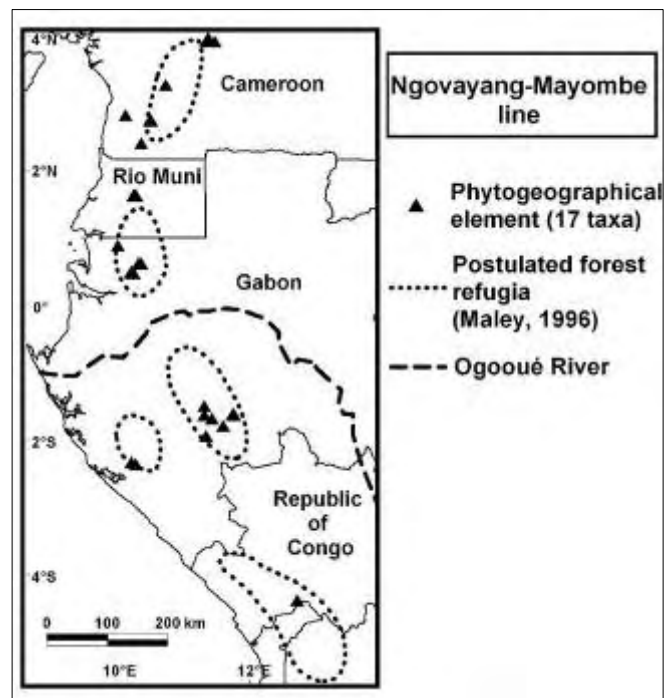 4°N
Cameroon
2°N
Rio Muni
0°
Gabon
2°S
Republic
of
Congo
4°S
0 100 200 km
10°E 12°E
Ngovayang-Mayombe
line
Phytogeographical
element (17 taxa)
Postulated forest
refugia
(Maley, 1996)
Ogooué River